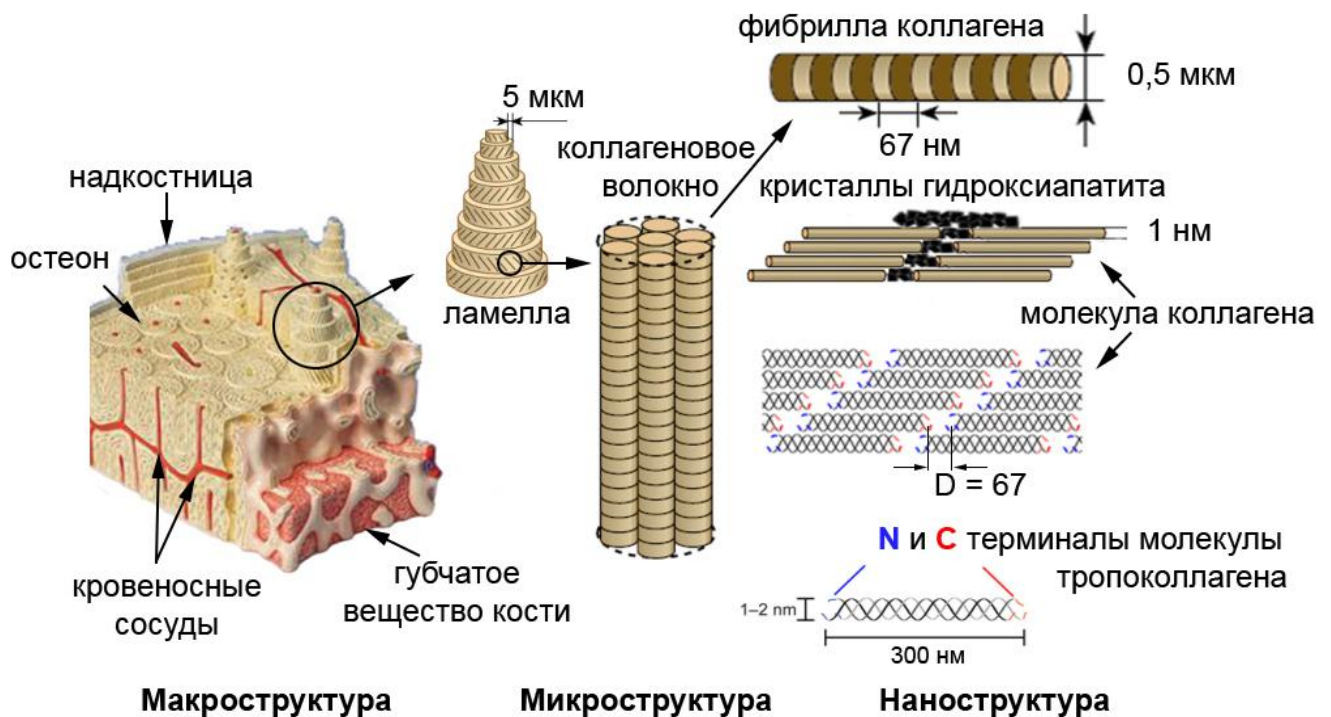 фибрилла коллагена
0,5 мкм
67 нм
5 мкм
коллагеновое
волокно
надкостница
остеон
ламелла
кристаллы гидроксиапатита
1 нм
молекула коллагена
D = 67
N и C терминалы молекулы
тропоколлагена
1–2 nm
300 нм
кровеносные
сосуды
губчатое
вещество кости
Макроструктура
Микроструктура
Наноструктура